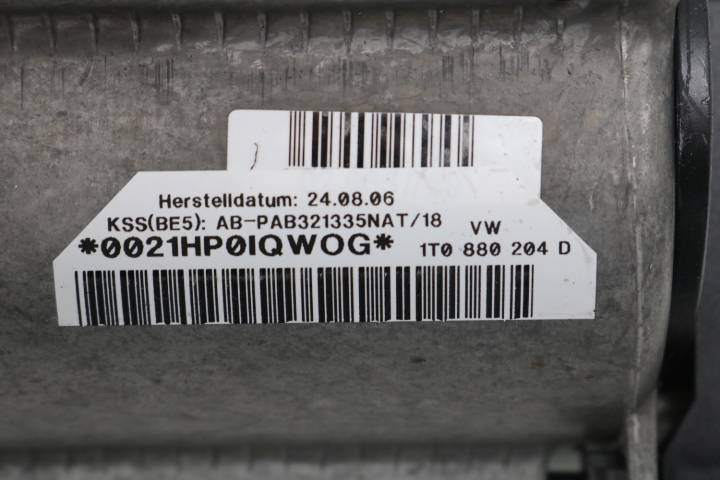 Herstelldatum: 24.08.06
KSS(BE5): AB-PAB321335NAT/18 VW
*0021HP0IQWOG* 1T0 880 204 D